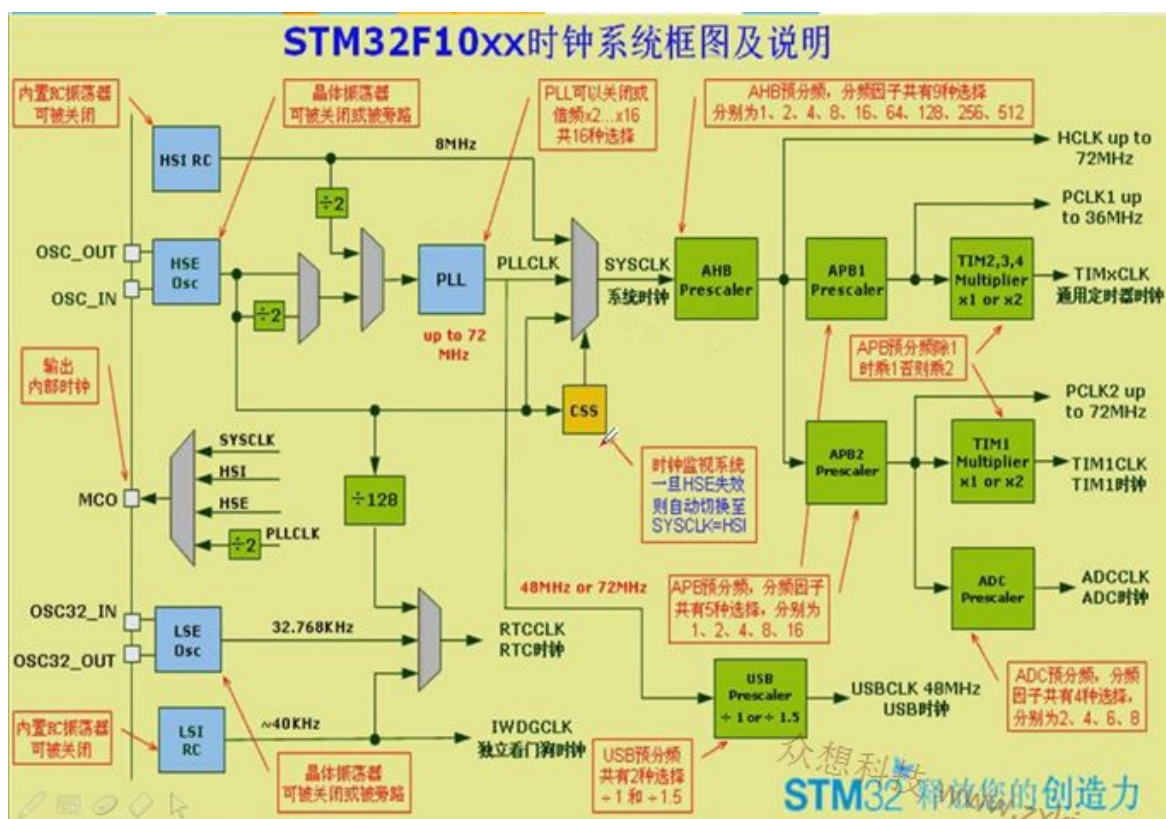 STM32F10xx时钟系统框图及说明
内置RC振荡器
可被关闭
晶体振荡器
可被关闭或被旁路
PLL可以关闭或
倍频x2...x16
共16种选择
AHB预分频，分频因子共有9种选择
分别为1、2、4、8、16、64、128、256、512
HSI RC
8MHz
÷2
HCLK up to
72MHz
PCLK1 up
to 36MHz
OSC_OUT
OSC_IN
HSE
Osc
÷2
PLL
PLLCLK
up to 72
MHz
SYSCLK
系统时钟
AHB
Prescaler
APB1
Prescaler
TIM2,3,4
Multiplier
x1 or x2
TIMxCLK
通用定时器时钟
APB预分频除1
时乘1否则乘2
输出
内部时钟
CSS
PCLK2 up
to 72MHz
SYSCLK
HSI
HSE
÷2
PLLCLK
MCO
÷128
时钟监视系统
一旦HSE失效
则自动切换至
SYSCLK=HSI
APB2
Prescaler
TIM1
Multiplier
x1 or x2
TIM1CLK
TIM1时钟
48MHz or 72MHz
APB预分频，分频因子
共有5种选择，分别为
1、2、4、8、16
ADC
Prescaler
ADCCLK
ADC时钟
OSC32_IN
OSC32_OUT
LSE
Osc
32.768KHz
RTCCLK
RTC时钟
USB
Prescaler
÷ 1 or ÷ 1.5
USBCLK 48MHz
USB时钟
ADC预分频，分频
因子共有4种选择，
分别为2、4、6、8
内置RC振荡器
可被关闭
LSI
RC
~40KHz
IWDGCLK
独立看门狗时钟
晶体振荡器
可被关闭或被旁路
USB预分频
共有2种选择
÷1 和 ÷1.5
众想科技
STM32 释放您的创造力